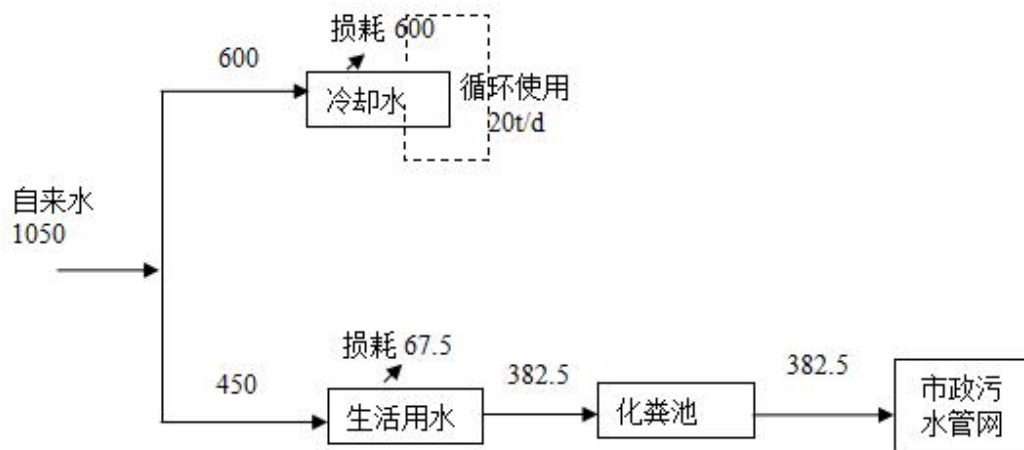 损耗 600
600
冷却水
循环使用
20t/d
自来水
1050
损耗 67.5
450
生活用水
382.5
化粪池
382.5
市政污
水管网